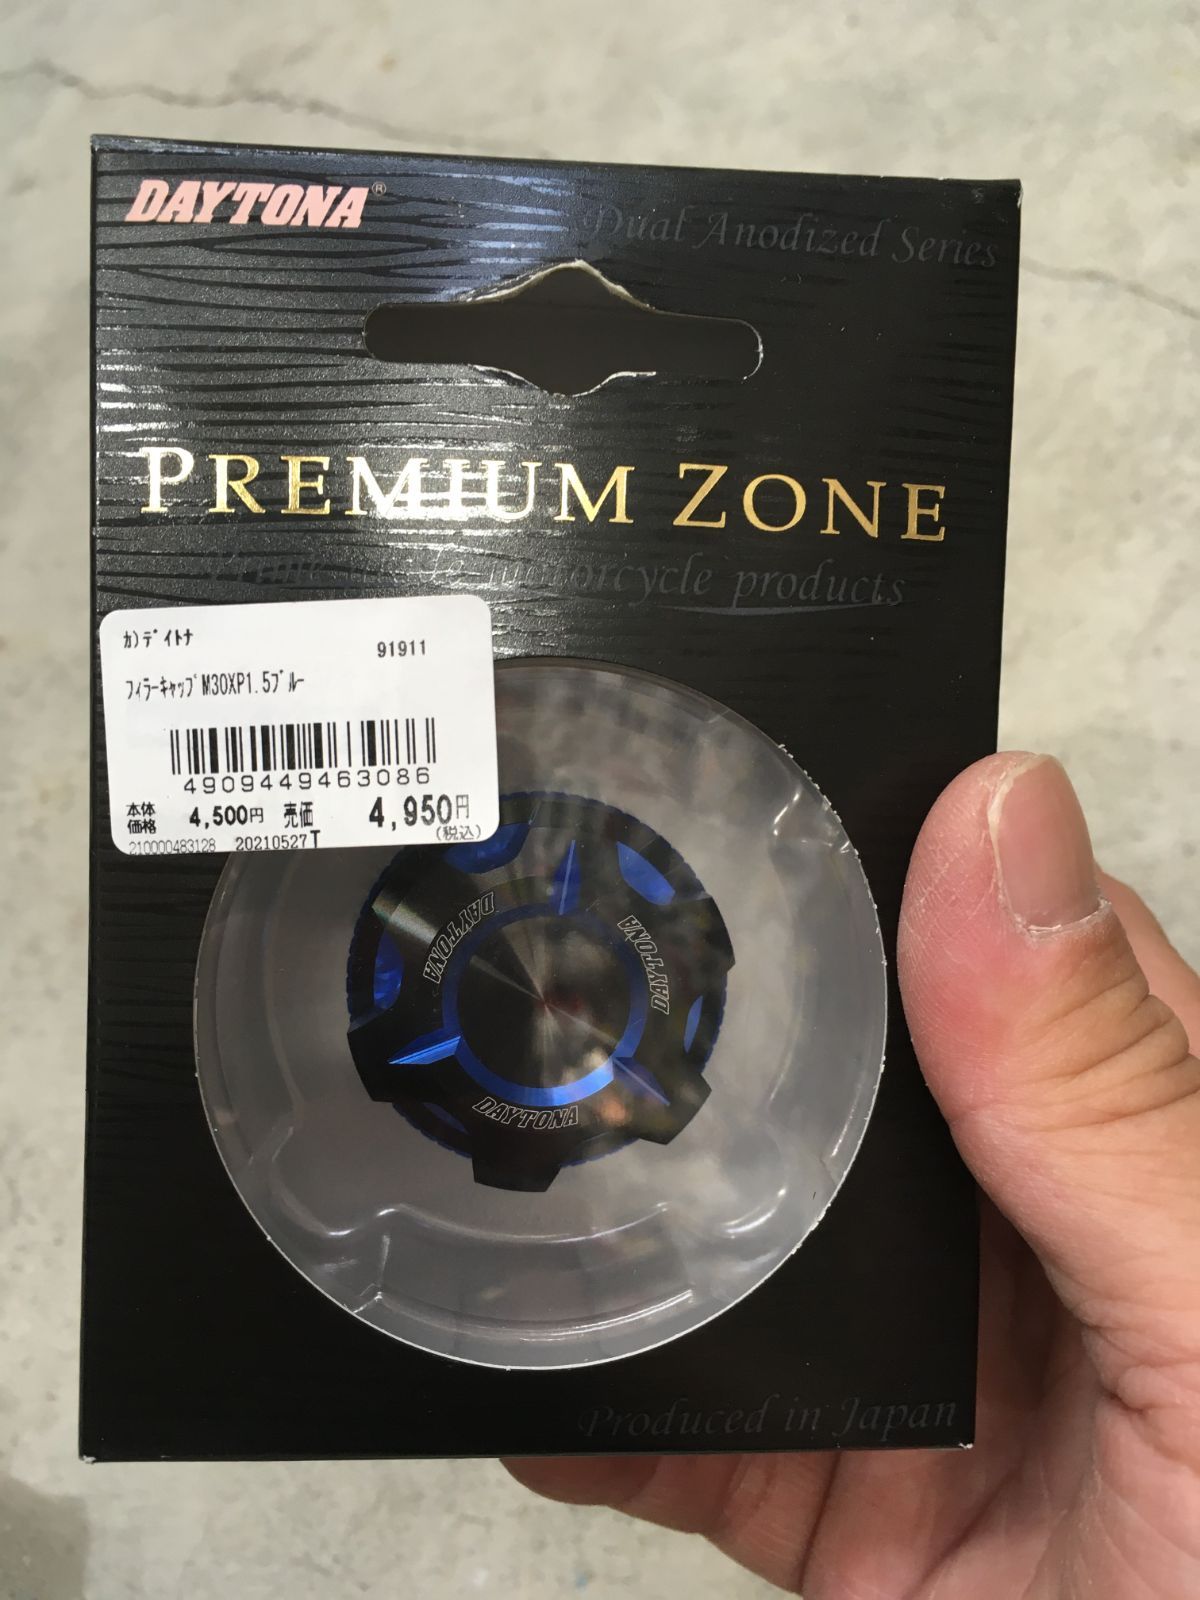 DAYTONA®
Dual Anodized Series
PREMIUM ZONE
motorcycle products
ｶ)ﾃﾞｲﾄﾅ 91911
ﾌｨﾗｰｷｬｯﾌﾟM30XP1.5ﾌﾞﾙｰ
4909449463086
本体価格 4,500円 売価 4,950円
(税込)
210000483128 20210527T
DAYTONA
DAYTONA
DAYTONA
Produced in Japan